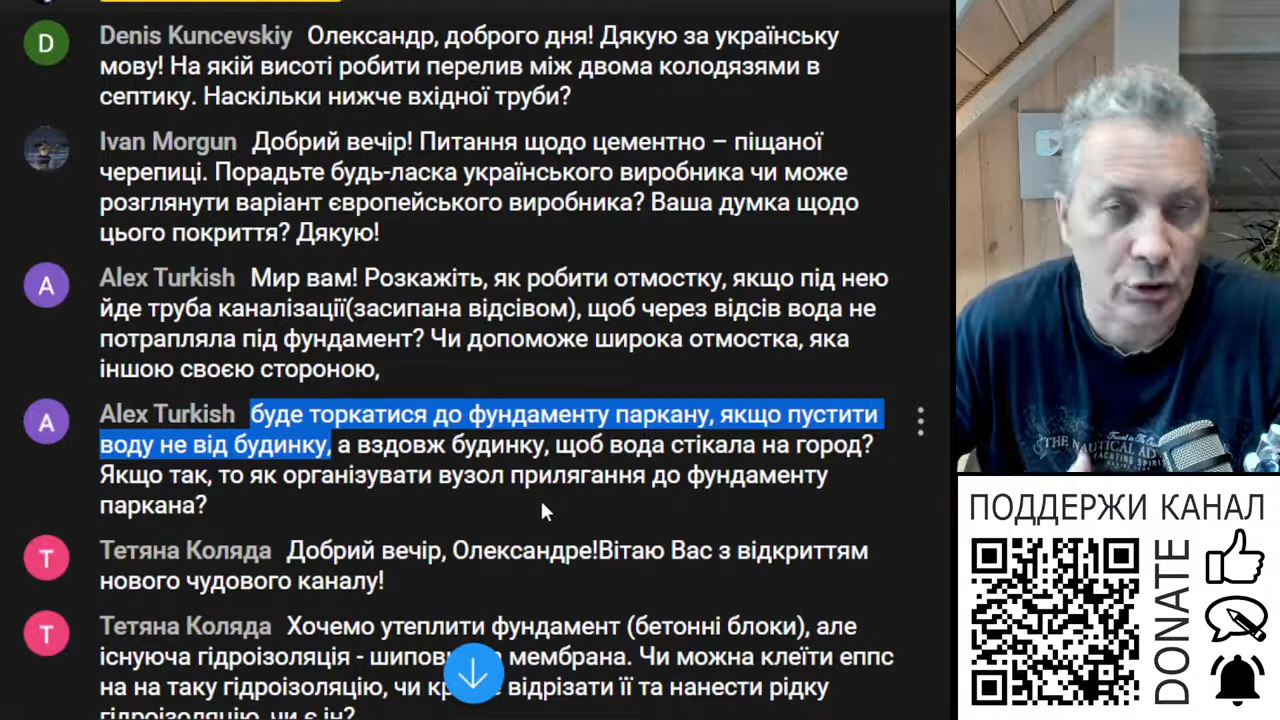 D
Denis Kuncevskiy Олександр, доброго дня! Дякую за українську
мову! На якій висоті робити перелив між двома колодязями в
септику. Наскільки нижче вхідної труби?
Ivan Morgun Добрий вечір! Питання щодо цементно – піщаної
черепиці. Порадьте будь-ласка українського виробника чи може
розглянути варіант європейського виробника? Ваша думка щодо
цього покриття? Дякую!
A
Alex Turkish Мир вам! Розкажіть, як робити отмостку, якщо під нею
йде труба каналізації(засипана відсівом), щоб через відсів вода не
потрапляла під фундамент? Чи допоможе широка отмостка, яка
іншою своєю стороною,
A
Alex Turkish буде торкатися до фундаменту паркану, якщо пустити
воду не від будинку, а вздовж будинку, щоб вода стікала на город?
Якщо так, то як організувати вузол прилягання до фундаменту
паркана?
Т
Тетяна Коляда Добрий вечір, Олександре!Вітаю Вас з відкриттям
нового чудового каналу!
Т
Тетяна Коляда Хочемо утеплити фундамент (бетонні блоки), але
існуюча гідроізоляція - мембрана. Чи можна клеїти еппс
на на таку гідроізоляцію, чи відрізати її та нанести рідку
гідроізоляцію, чи є ін?
THE NAUTICAL
ПОДДЕРЖИ КАНАЛ
DONATE